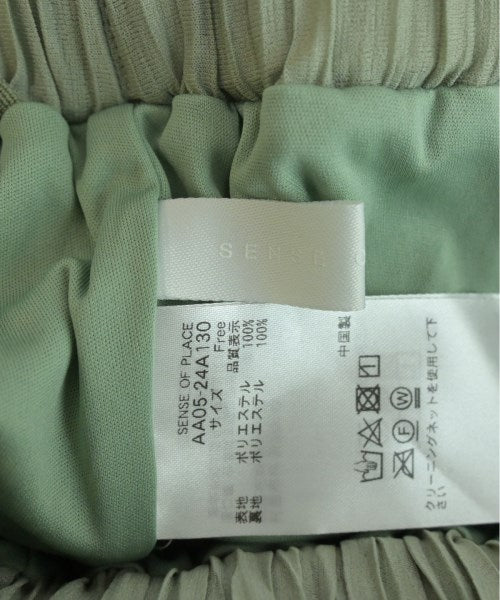 SENSE O
SENSE OF PLACE
AA05-24A130
サイズ Free
品質表示
表地 ポリエステル 100%
裏地 ポリエステル 100%
中国製
クリーニングネットを使用して下
さい